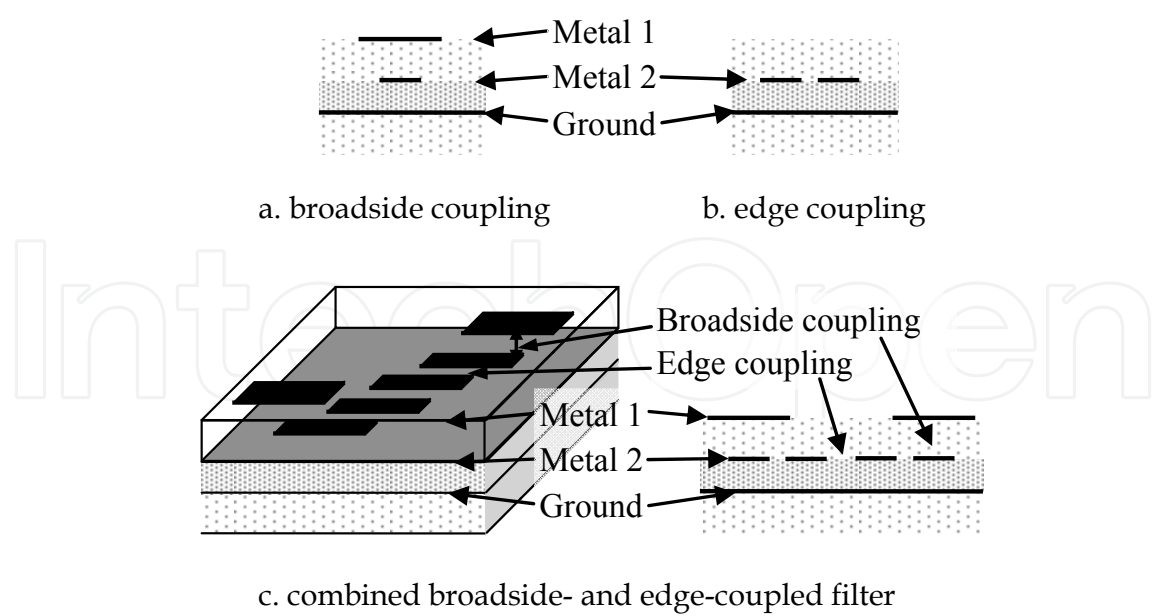 Metal 1
Metal 2
Ground
a. broadside coupling
b. edge coupling
IntechOpen
Broadside coupling
Edge coupling
Metal 1
Metal 2
Ground
c. combined broadside- and edge-coupled filter